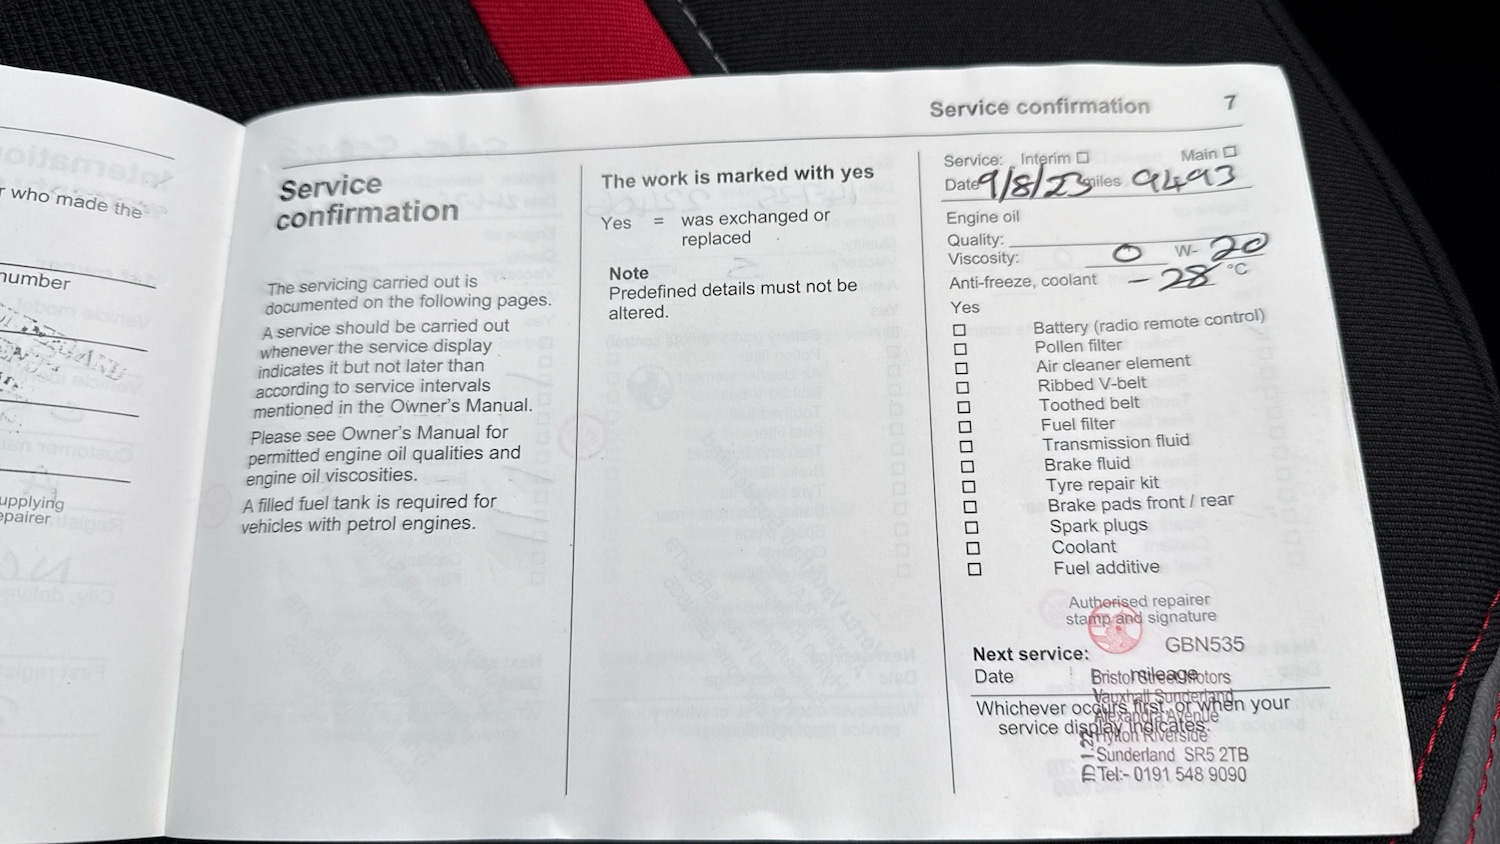 r who made the
number
upplying
epairer
Service confirmation 7
Service
confirmation
The servicing carried out is
documented on the following pages.
A service should be carried out
whenever the service display
indicates it but not later than
according to service intervals
mentioned in the Owner's Manual.
Please see Owner's Manual for
permitted engine oil qualities and
engine oil viscosities.
A filled fuel tank is required for
vehicles with petrol engines.
The work is marked with yes
Yes = was exchanged or
replaced
Note
Predefined details must not be
altered.
Service: Interim ☐ Main ☐
Date 9/8/23 miles 9493
Engine oil
Quality:
Viscosity: 0 W- 20
Anti-freeze, coolant -28 °C
Yes
☐ Battery (radio remote control)
☐ Pollen filter
☐ Air cleaner element
☐ Ribbed V-belt
☐ Toothed belt
☐ Fuel filter
☐ Transmission fluid
☐ Brake fluid
☐ Tyre repair kit
☐ Brake pads front / rear
☐ Spark plugs
☐ Coolant
☐ Fuel additive
Authorised repairer
stamp and signature
GBN535
Next service:
Date mileage
Bristol Street Motors
Vauxhall Sunderland
Whichever occurs first, or when your
Alexandra Avenue
service display indicates.
Hylton Riverside
Sunderland SR5 2TB
Tel:- 0191 548 9090